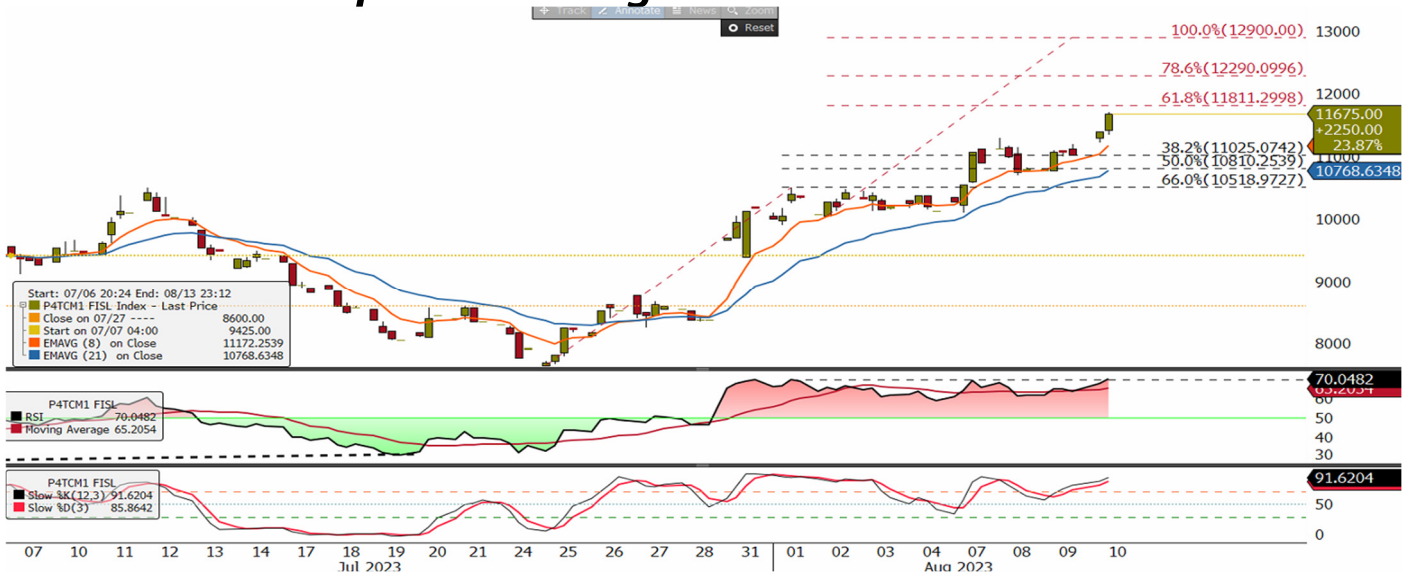 Track Annotate News Zoom
Reset
100.0%(12900.00)
13000
78.6%(12290.0996)
12000
61.8%(11811.2998)
11675.00
+2250.00
23.87%
38.2%(11025.0742)
11000
50.0%(10810.2539)
10768.6348
66.0%(10518.9727)
10000
9000
8000
Start: 07/06 20:24 End: 08/13 23:12
P4TCM1 FISL Index - Last Price
Close on 07/27 ---- 8600.00
Start on 07/07 04:00 9425.00
EMAVG (8) on Close 11172.2539
EMAVG (21) on Close 10768.6348
P4TCM1 FISL
RSI 70.0482
Moving Average 65.2054
70.0482
65.2054
60
50
40
30
P4TCM1 FISL
Slow %K(12,3) 91.6204
Slow %D(3) 85.8642
91.6204
50
0
07 10 11 12 13 14 17 18 19 20 21 24 25 26 27 28 31 01 02 03 04 07 08 09 10
Jul 2023 Aug 2023